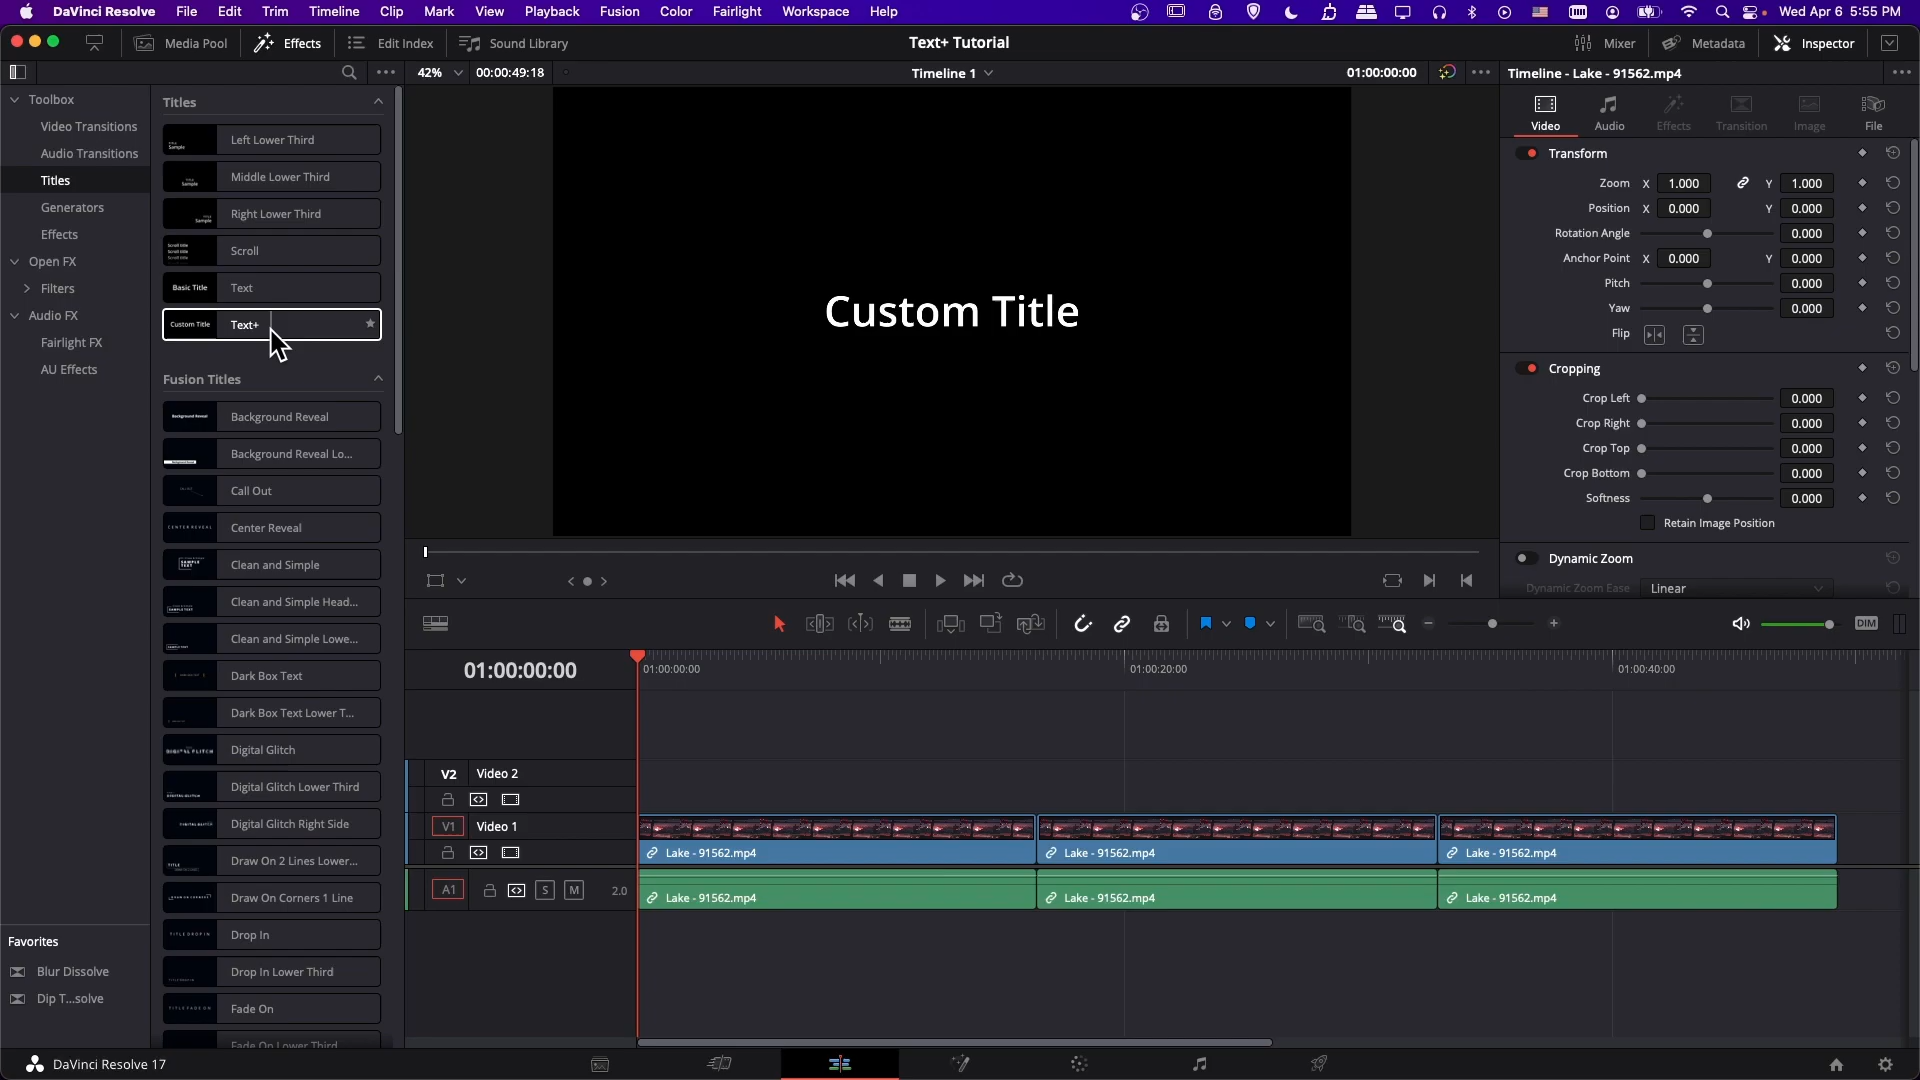 DaVinci Resolve File Edit Trim Timeline Clip Mark View Playback Fusion Color Fairlight Workspace Help Wed Apr 6 5:55 PM
Media Pool Effects Edit Index Sound Library Text+ Tutorial Mixer Metadata Inspector
42% 00:00:49:18 Timeline 1 01:00:00:00 Timeline - Lake - 91562.mp4
Toolbox
Video Transitions
Audio Transitions
Titles
Generators
Effects
Open FX
Filters
Audio FX
Fairlight FX
AU Effects
Favorites
Blur Dissolve
Dip T...solve
Titles
Left Lower Third
Middle Lower Third
Right Lower Third
Scroll
Basic Title Text
Custom Title Text+
Fusion Titles
Background Reveal
Background Reveal Lo...
Call Out
Center Reveal
Clean and Simple
Clean and Simple Head...
Clean and Simple Lowe...
Dark Box Text
Dark Box Text Lower T...
Digital Glitch
Digital Glitch Lower Third
Digital Glitch Right Side
Draw On 2 Lines Lower...
Draw On Corners 1 Line
Drop In
Drop In Lower Third
Fade On
Fade On Lower Third
Custom Title
Video Audio Effects Transition Image File
Transform
Zoom X 1.000 Y 1.000
Position X 0.000 Y 0.000
Rotation Angle 0.000
Anchor Point X 0.000 Y 0.000
Pitch 0.000
Yaw 0.000
Flip
Cropping
Crop Left 0.000
Crop Right 0.000
Crop Top 0.000
Crop Bottom 0.000
Softness 0.000
Retain Image Position
Dynamic Zoom
Dynamic Zoom Ease Linear
DIM
01:00:00:00 01:00:00:00 01:00:20:00 01:00:40:00
V2 Video 2
V1 Video 1
Lake - 91562.mp4 Lake - 91562.mp4 Lake - 91562.mp4
A1 S M 2.0 Lake - 91562.mp4 Lake - 91562.mp4 Lake - 91562.mp4
DaVinci Resolve 17